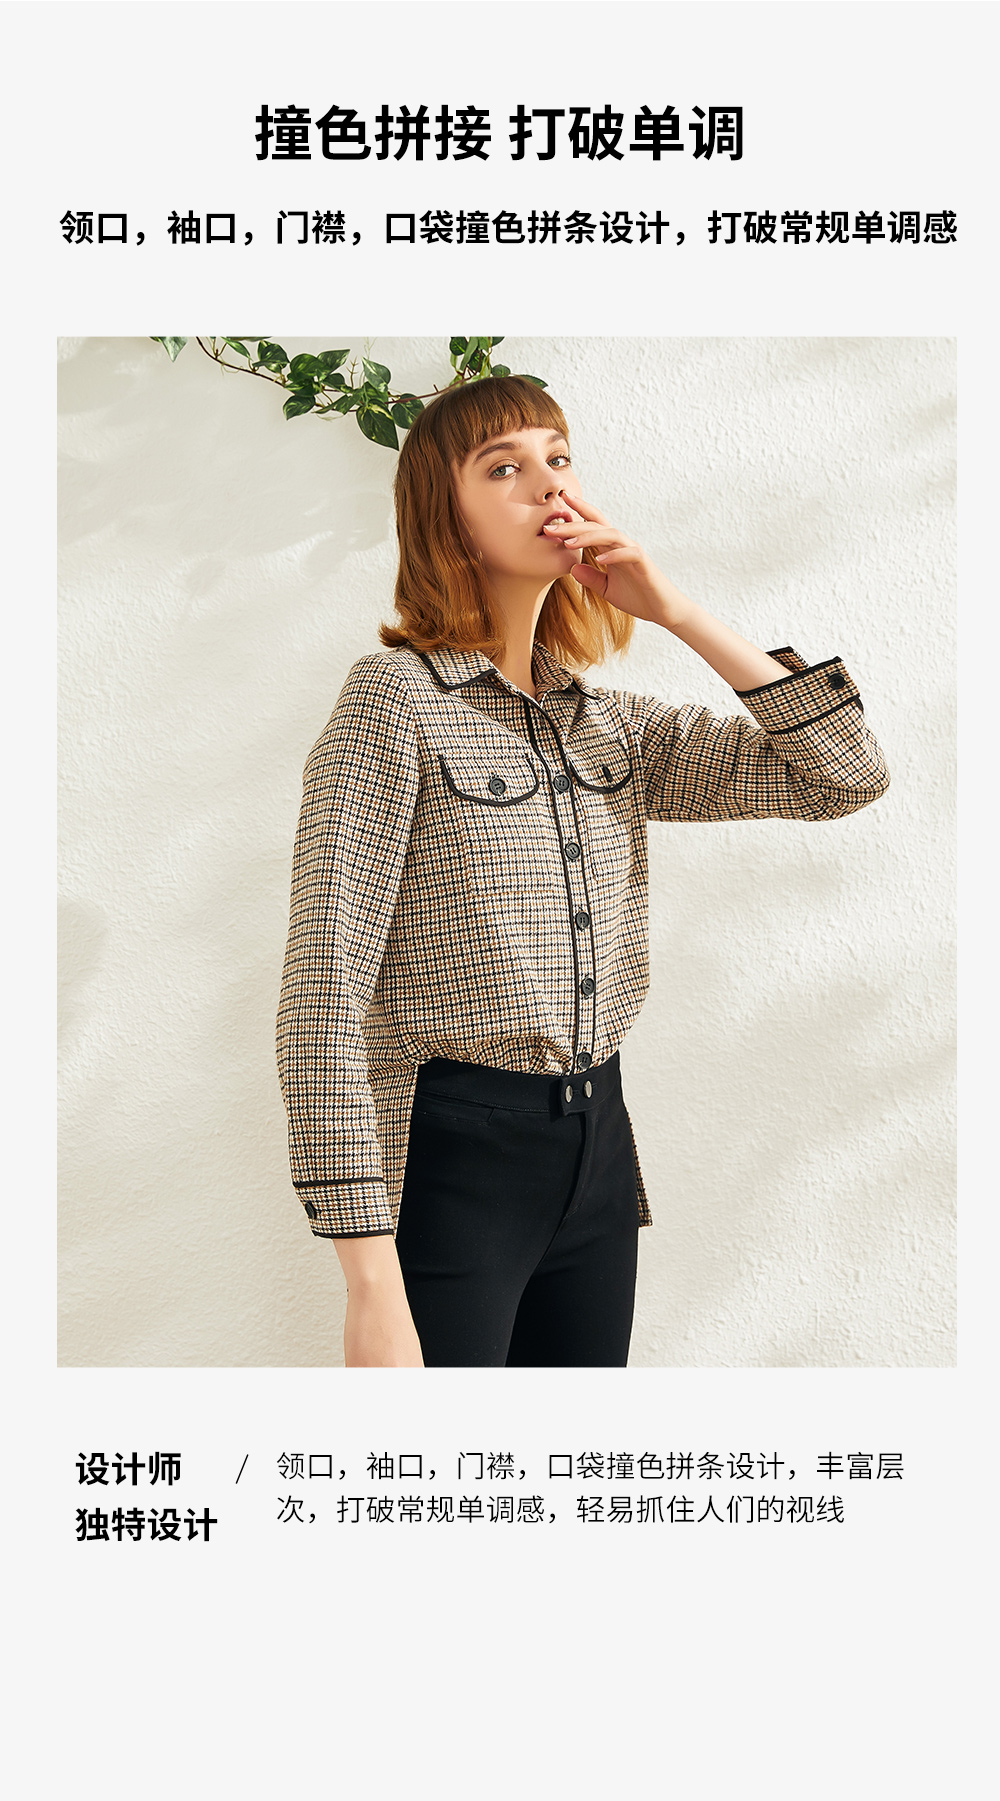 撞色拼接 打破单调
领口，袖口，门襟，口袋撞色拼条设计，打破常规单调感
设计师 / 领口，袖口，门襟，口袋撞色拼条设计，丰富层
独特设计 次，打破常规单调感，轻易抓住人们的视线